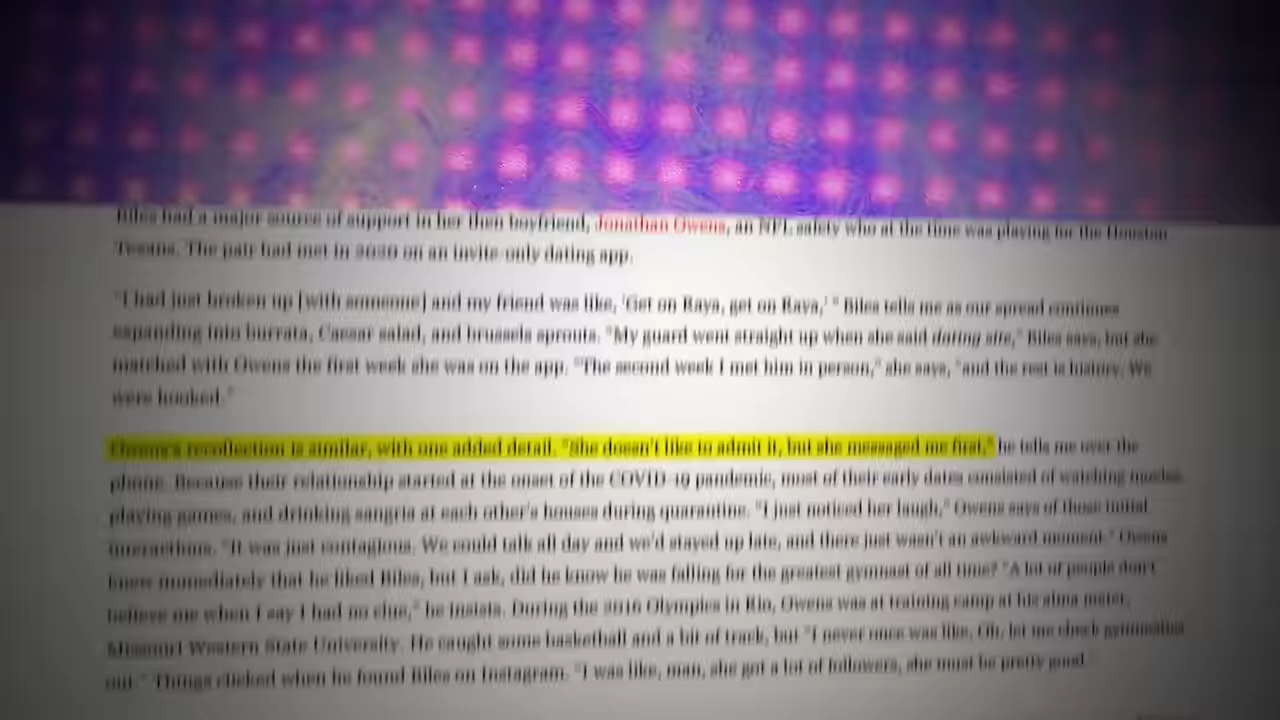 Biles had a major source of support in her then boyfriend, Jonathan Owens, an NFL safety who at the time was playing for the Houston
Texans. The pair had met in 2020 on an invite-only dating app.
"I had just broken up [with someone] and my friend was like, 'Get on Raya, get on Raya,' " Biles tells me as our spread continues
expanding into burrata, Caesar salad, and brussels sprouts. "My guard went straight up when she said dating site," Biles says, but she
matched with Owens the first week she was on the app. "The second week I met him in person," she says, "and the rest is history. We
were hooked."
Owens's recollection is similar, with one added detail. "She doesn't like to admit it, but she messaged me first," he tells me over the
phone. Because their relationship started at the onset of the COVID-19 pandemic, most of their early dates consisted of watching movies,
playing games, and drinking sangria at each other's houses during quarantine. "I just noticed her laugh," Owens says of those initial
interactions. "It was just contagious. We could talk all day and we'd stayed up late, and there just wasn't an awkward moment." Owens
knew immediately that he liked Biles, but I ask, did he know he was falling for the greatest gymnast of all time? "A lot of people don't
believe me when I say I had no clue," he insists. During the 2016 Olympics in Rio, Owens was at training camp at his alma mater,
Missouri Western State University. He caught some basketball and a bit of track, but "I never once was like, Oh, let me check gymnastics
out." Things clicked when he found Biles on Instagram. "I was like, man, she got a lot of followers, she must be pretty good."